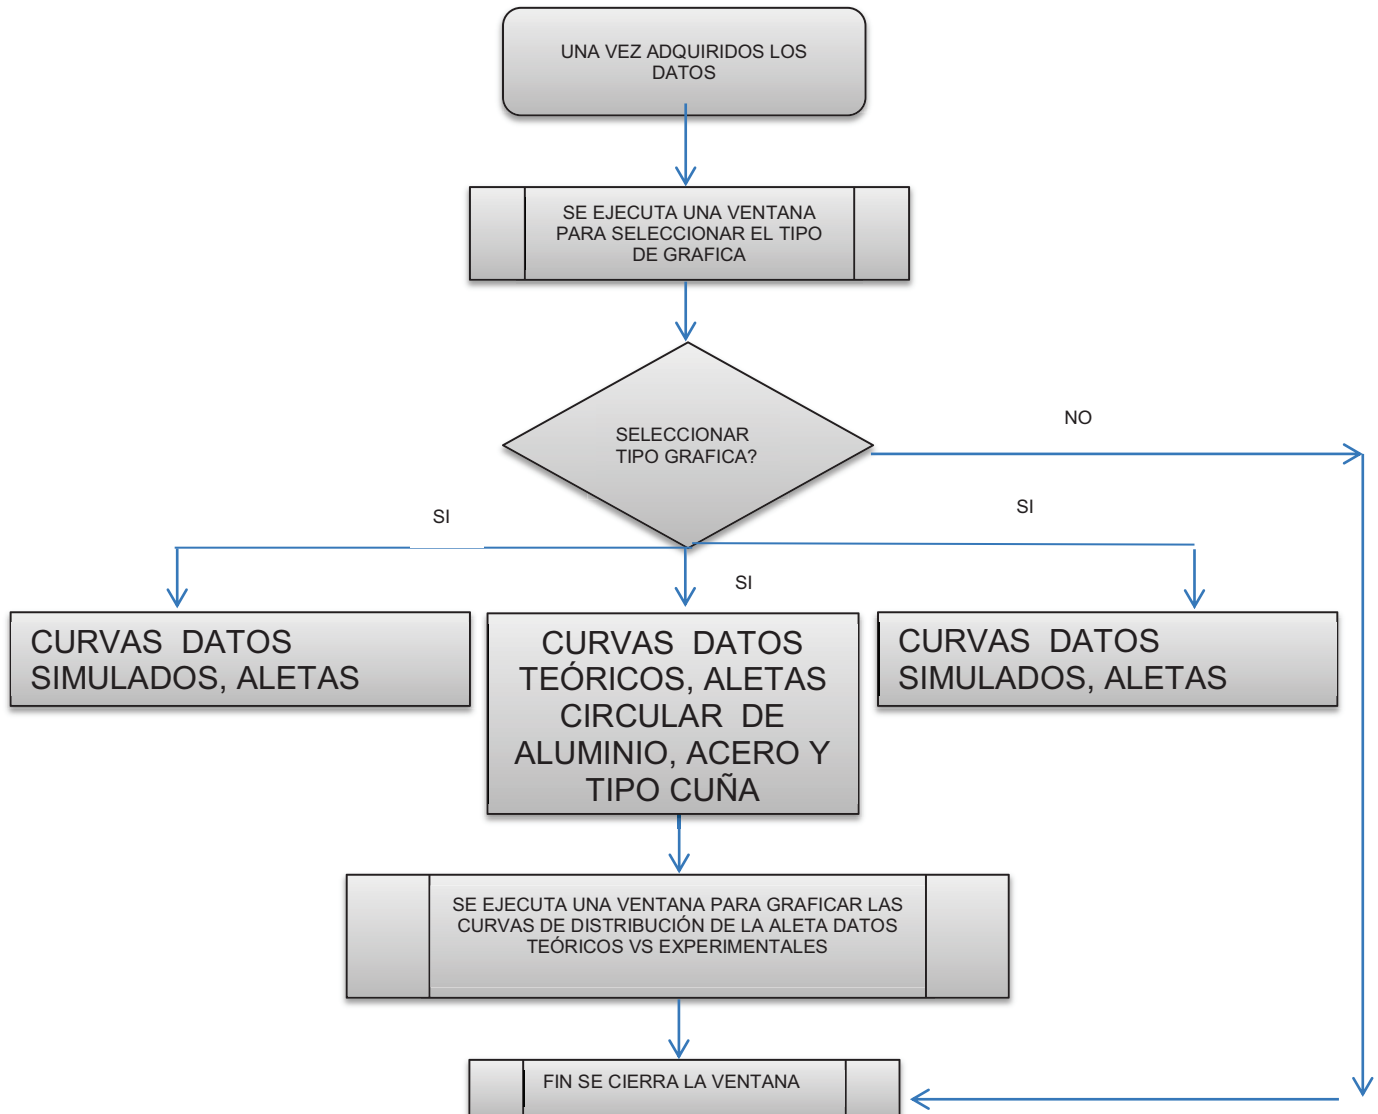 UNA VEZ ADQUIRIDOS LOS
DATOS
SE EJECUTA UNA VENTANA
PARA SELECCIONAR EL TIPO
DE GRAFICA
SELECCIONAR
TIPO GRAFICA?
NO
SI
SI
SI
CURVAS DATOS
SIMULADOS, ALETAS
CURVAS DATOS
TEÓRICOS, ALETAS
CIRCULAR DE
ALUMINIO, ACERO Y
TIPO CUÑA
CURVAS DATOS
SIMULADOS, ALETAS
SE EJECUTA UNA VENTANA PARA GRAFICAR LAS
CURVAS DE DISTRIBUCIÓN DE LA ALETA DATOS
TEÓRICOS VS EXPERIMENTALES
FIN SE CIERRA LA VENTANA